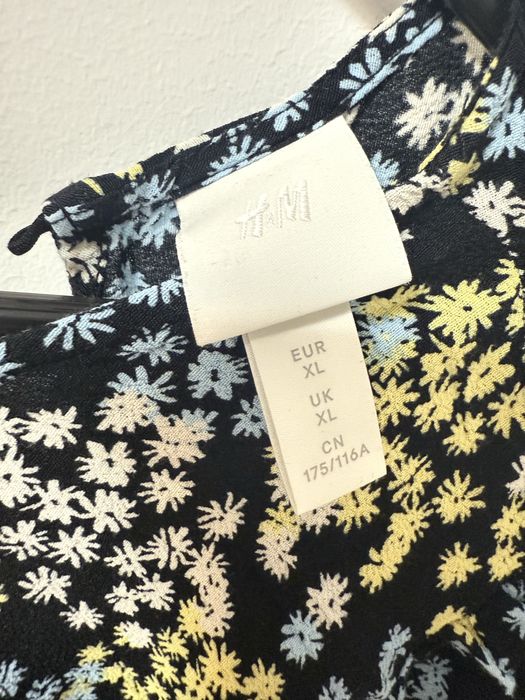 H&M
EUR
XL
UK
XL
CN
175/116A